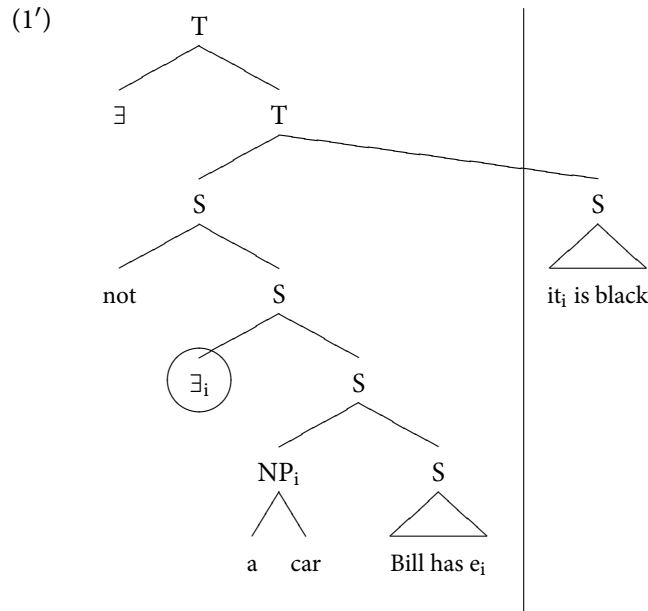 (1′) T
∃ T
S S
not S it_i is black
∃_i S
NP_i S
a car Bill has e_i